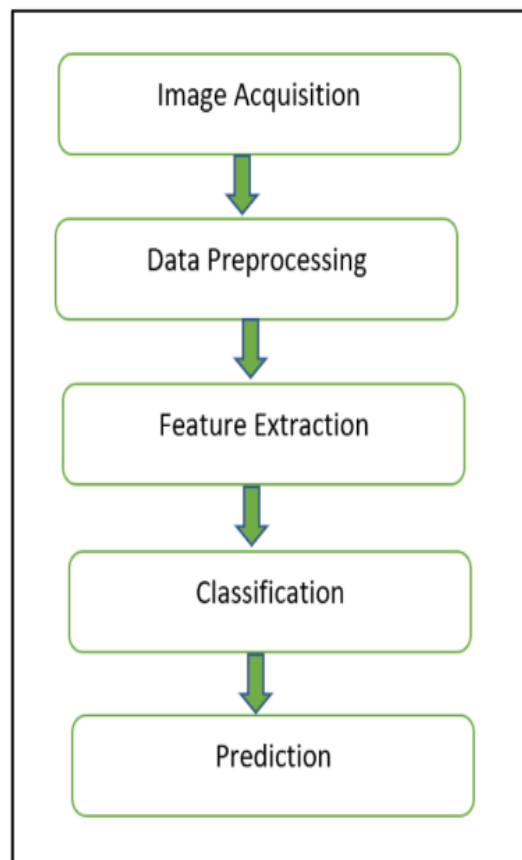 Image Acquisition
Data Preprocessing
Feature Extraction
Classification
Prediction